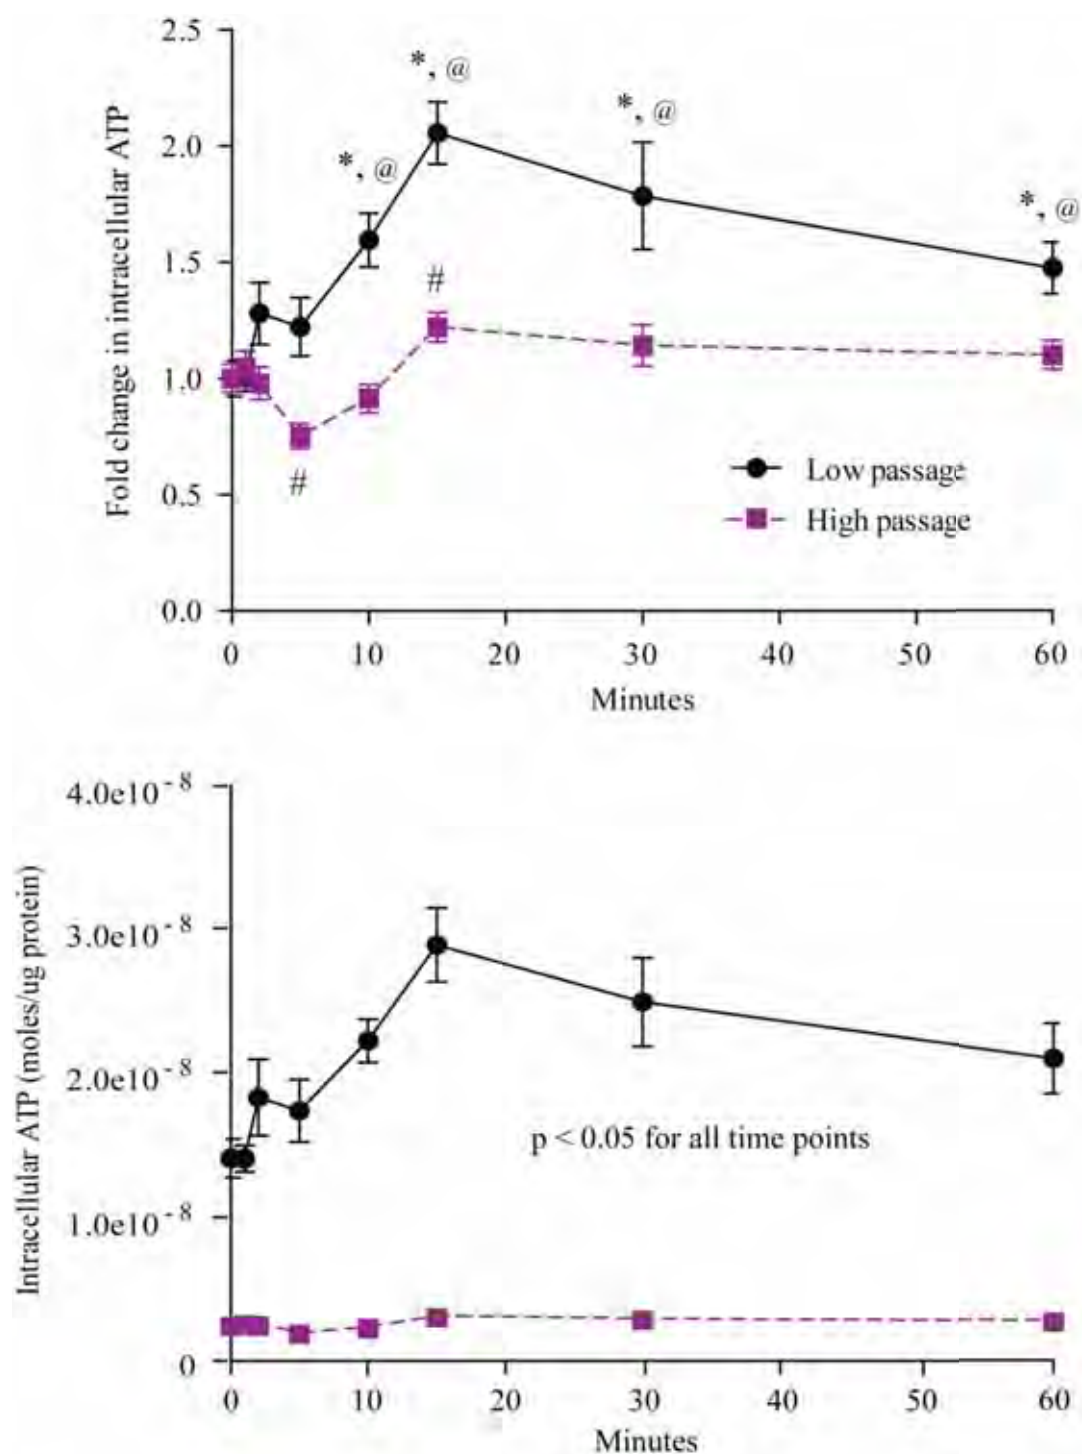 Fold change in intracellular ATP
2.5
2.0
1.5
1.0
0.5
0.0
*, @
*, @
*, @
*, @
#
#
Low passage
High passage
0 10 20 30 40 50 60
Minutes
Intracellular ATP (moles/ug protein)
4.0e10⁻⁸
3.0e10⁻⁸
2.0e10⁻⁸
1.0e10⁻⁸
0
p < 0.05 for all time points
0 10 20 30 40 50 60
Minutes